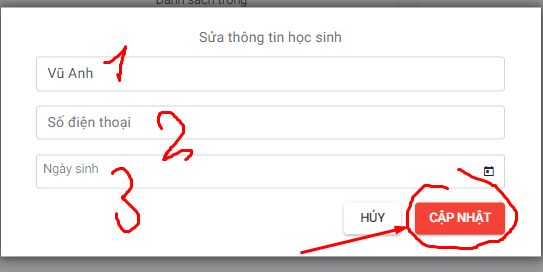 Danh sách trống
Sửa thông tin học sinh
Vũ Anh 1
Số điện thoại 2
Ngày sinh 3
HỦY CẬP NHẬT